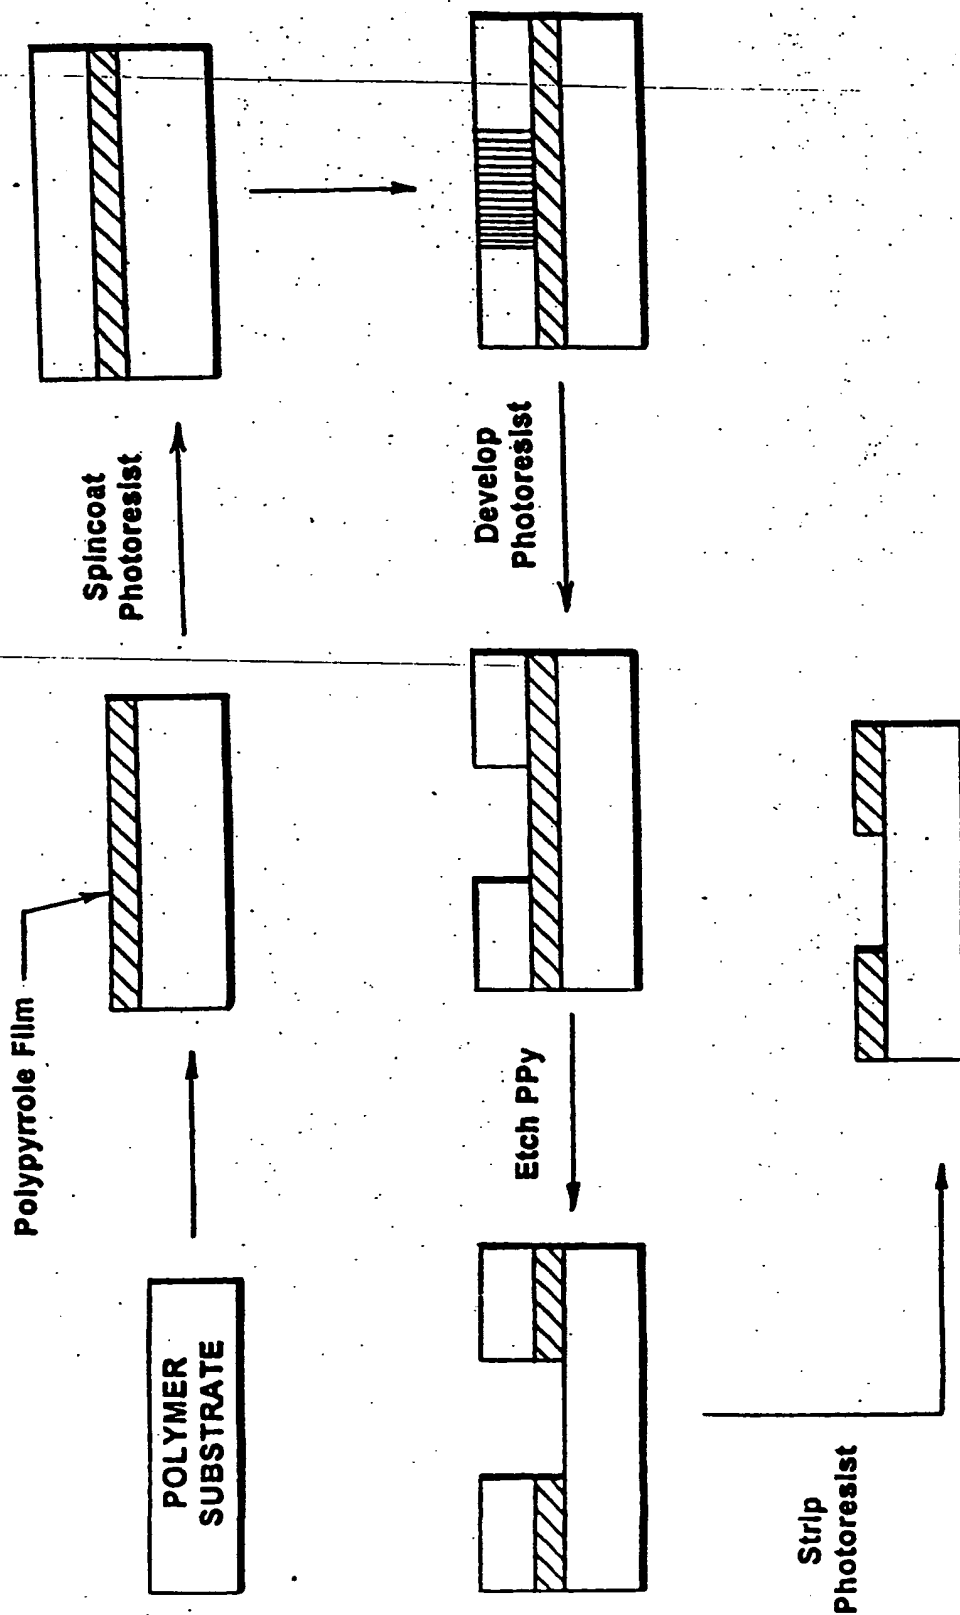 Polypyrrole Film
Spincoat
Photoresist
POLYMER
SUBSTRATE
Develop
Photoresist
Etch PPy
Strip
Photoresist